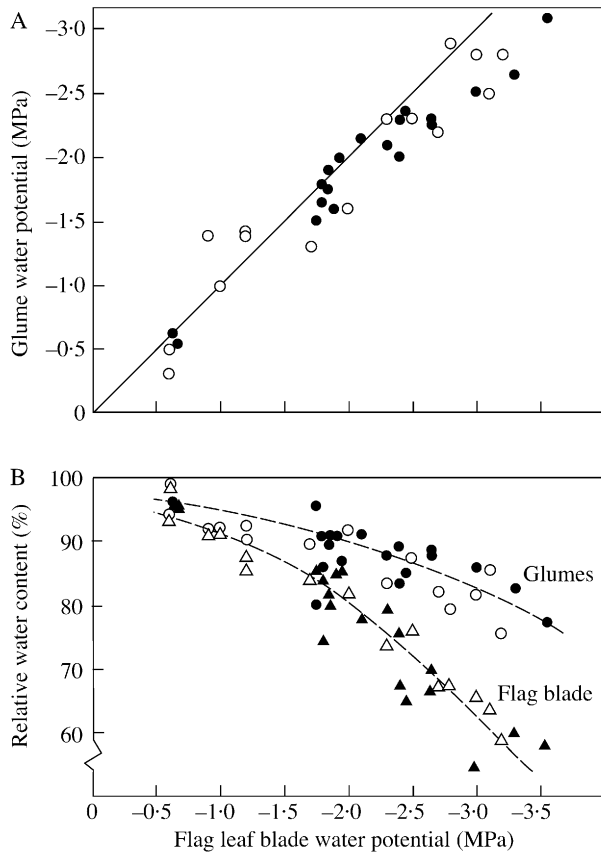 A
Glume water potential (MPa)
–3·0
–2·5
–2·0
–1·5
–1·0
–0·5
0
B
Relative water content (%)
100
90
80
70
60
Glumes
Flag blade
0 –0·5 –1·0 –1·5 –2·0 –2·5 –3·0 –3·5
Flag leaf blade water potential (MPa)